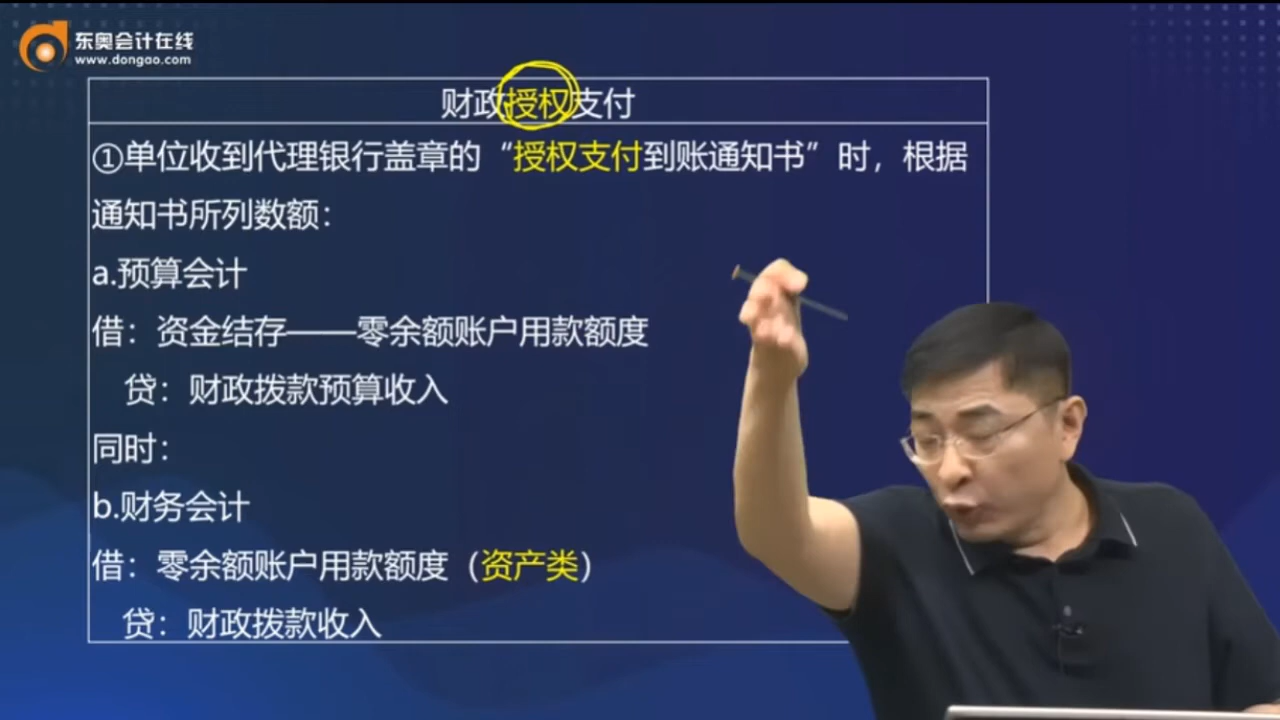 东奥会计在线
www.dongao.com
财政授权支付
①单位收到代理银行盖章的“授权支付到账通知书”时，根据
通知书所列数额：
a.预算会计
借：资金结存——零余额账户用款额度
贷：财政拨款预算收入
同时：
b.财务会计
借：零余额账户用款额度（资产类）
贷：财政拨款收入